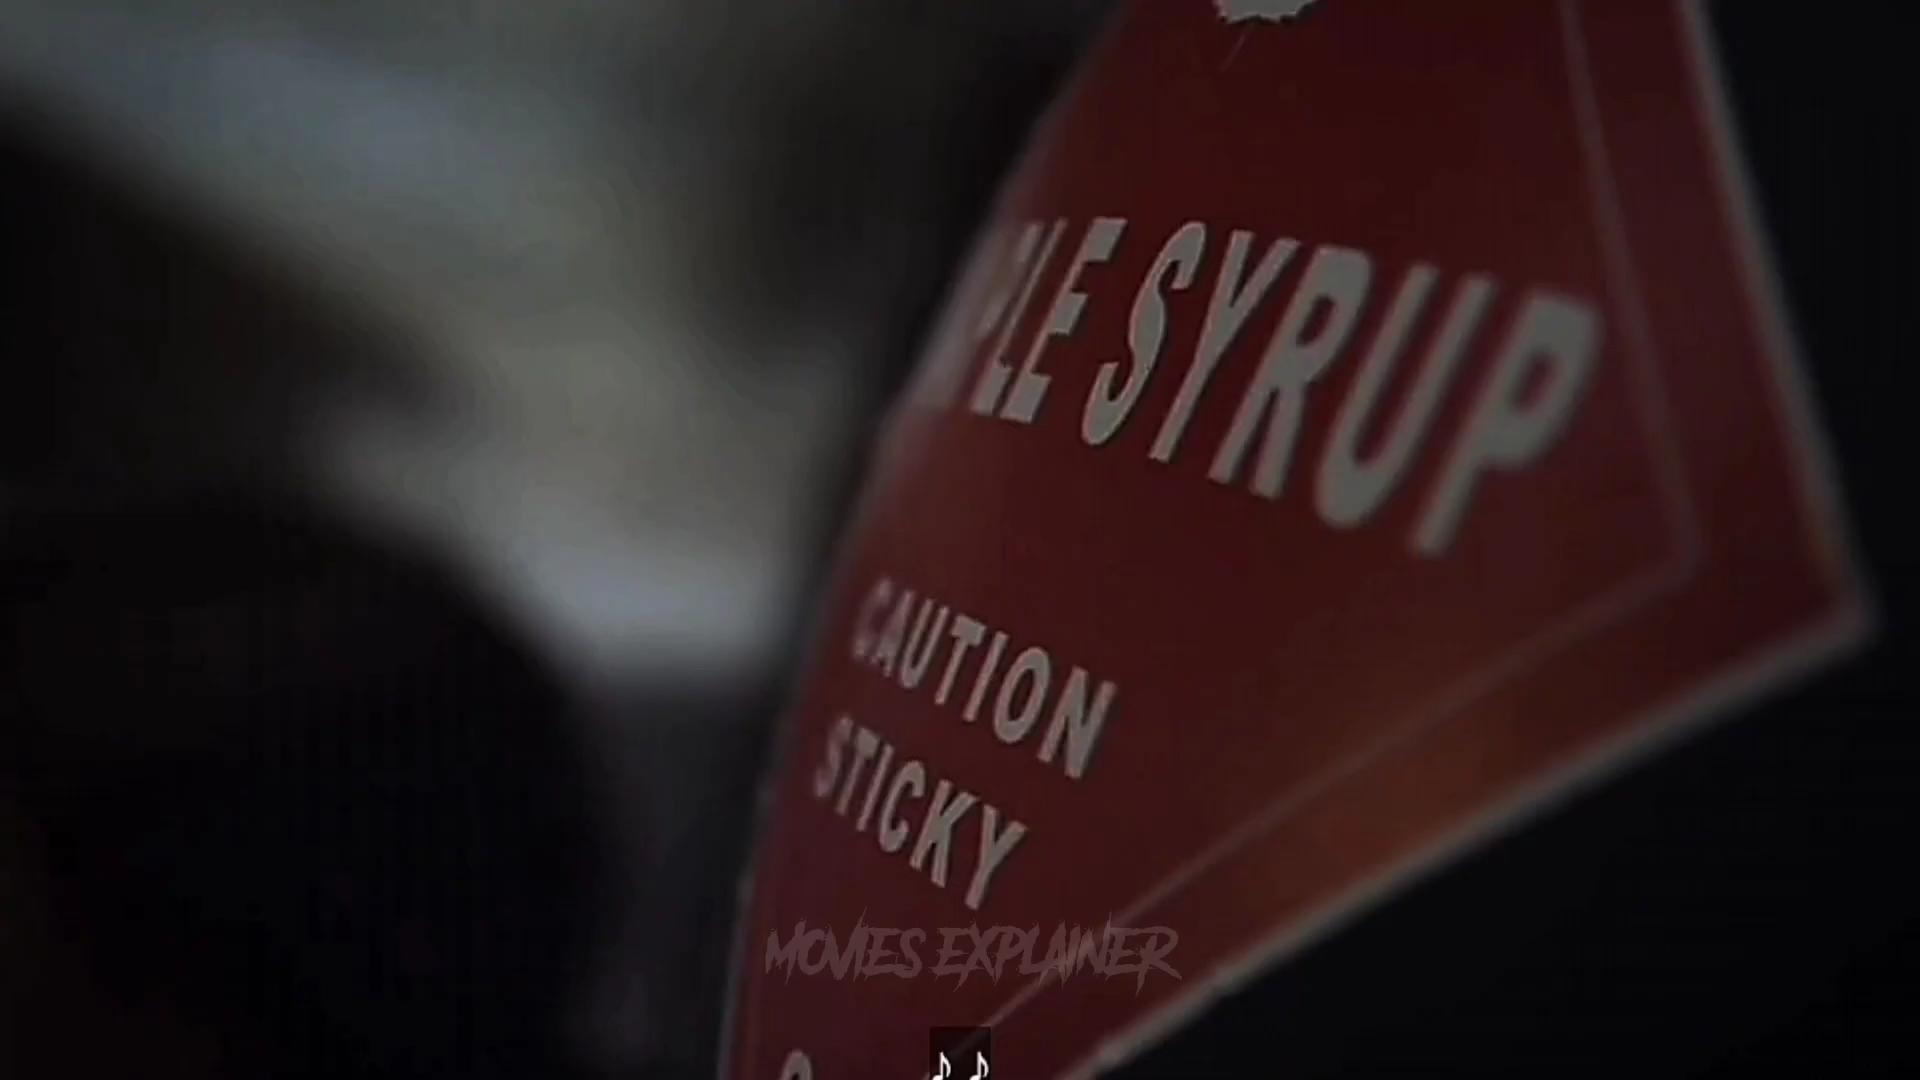 SYRUP
CAUTION
STICKY
MOVIES EXPLAINER
♪ ♪